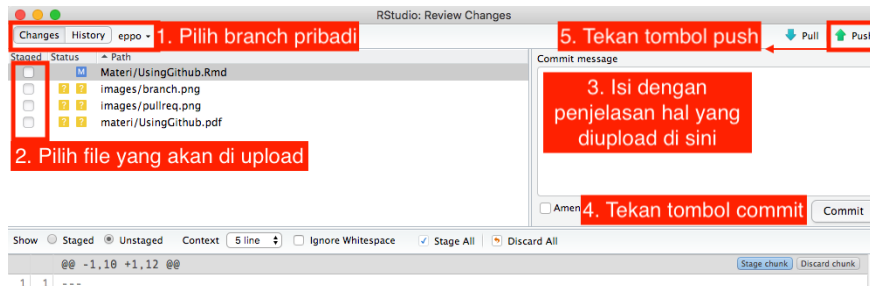 RStudio: Review Changes
Changes History eppo 1. Pilih branch pribadi 5. Tekan tombol push Pull Push
Staged Status Path Commit message
M Materi/UsingGithub.Rmd
? ? images/branch.png
? ? images/pullreq.png
? ? materi/UsingGithub.pdf
3. Isi dengan
penjelasan hal yang
diupload di sini
2. Pilih file yang akan di upload
Amen 4. Tekan tombol commit Commit
Show Staged Unstaged Context 5 line Ignore Whitespace Stage All Discard All
@@ -1,10 +1,12 @@ Stage chunk Discard chunk
1 1 ---